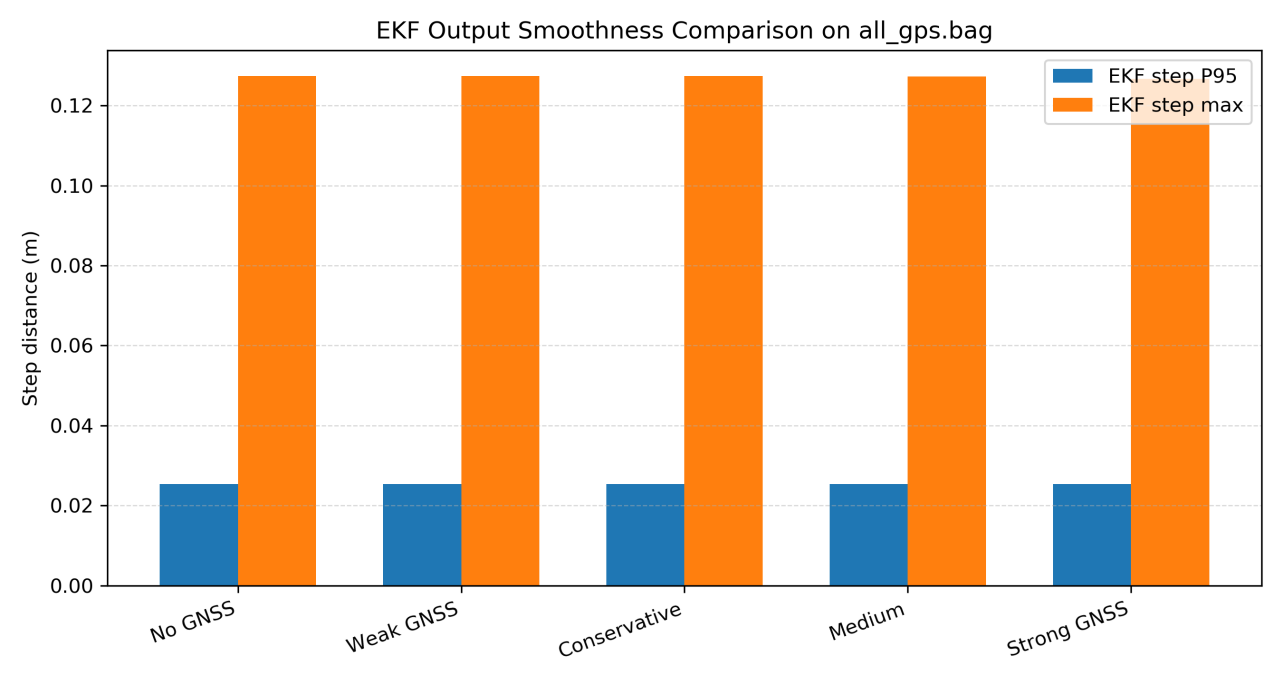 EKF Output Smoothness Comparison on all_gps.bag
EKF step P95
EKF step max
Step distance (m)
0.12
0.10
0.08
0.06
0.04
0.02
0.00
No GNSS
Weak GNSS
Conservative
Medium
Strong GNSS